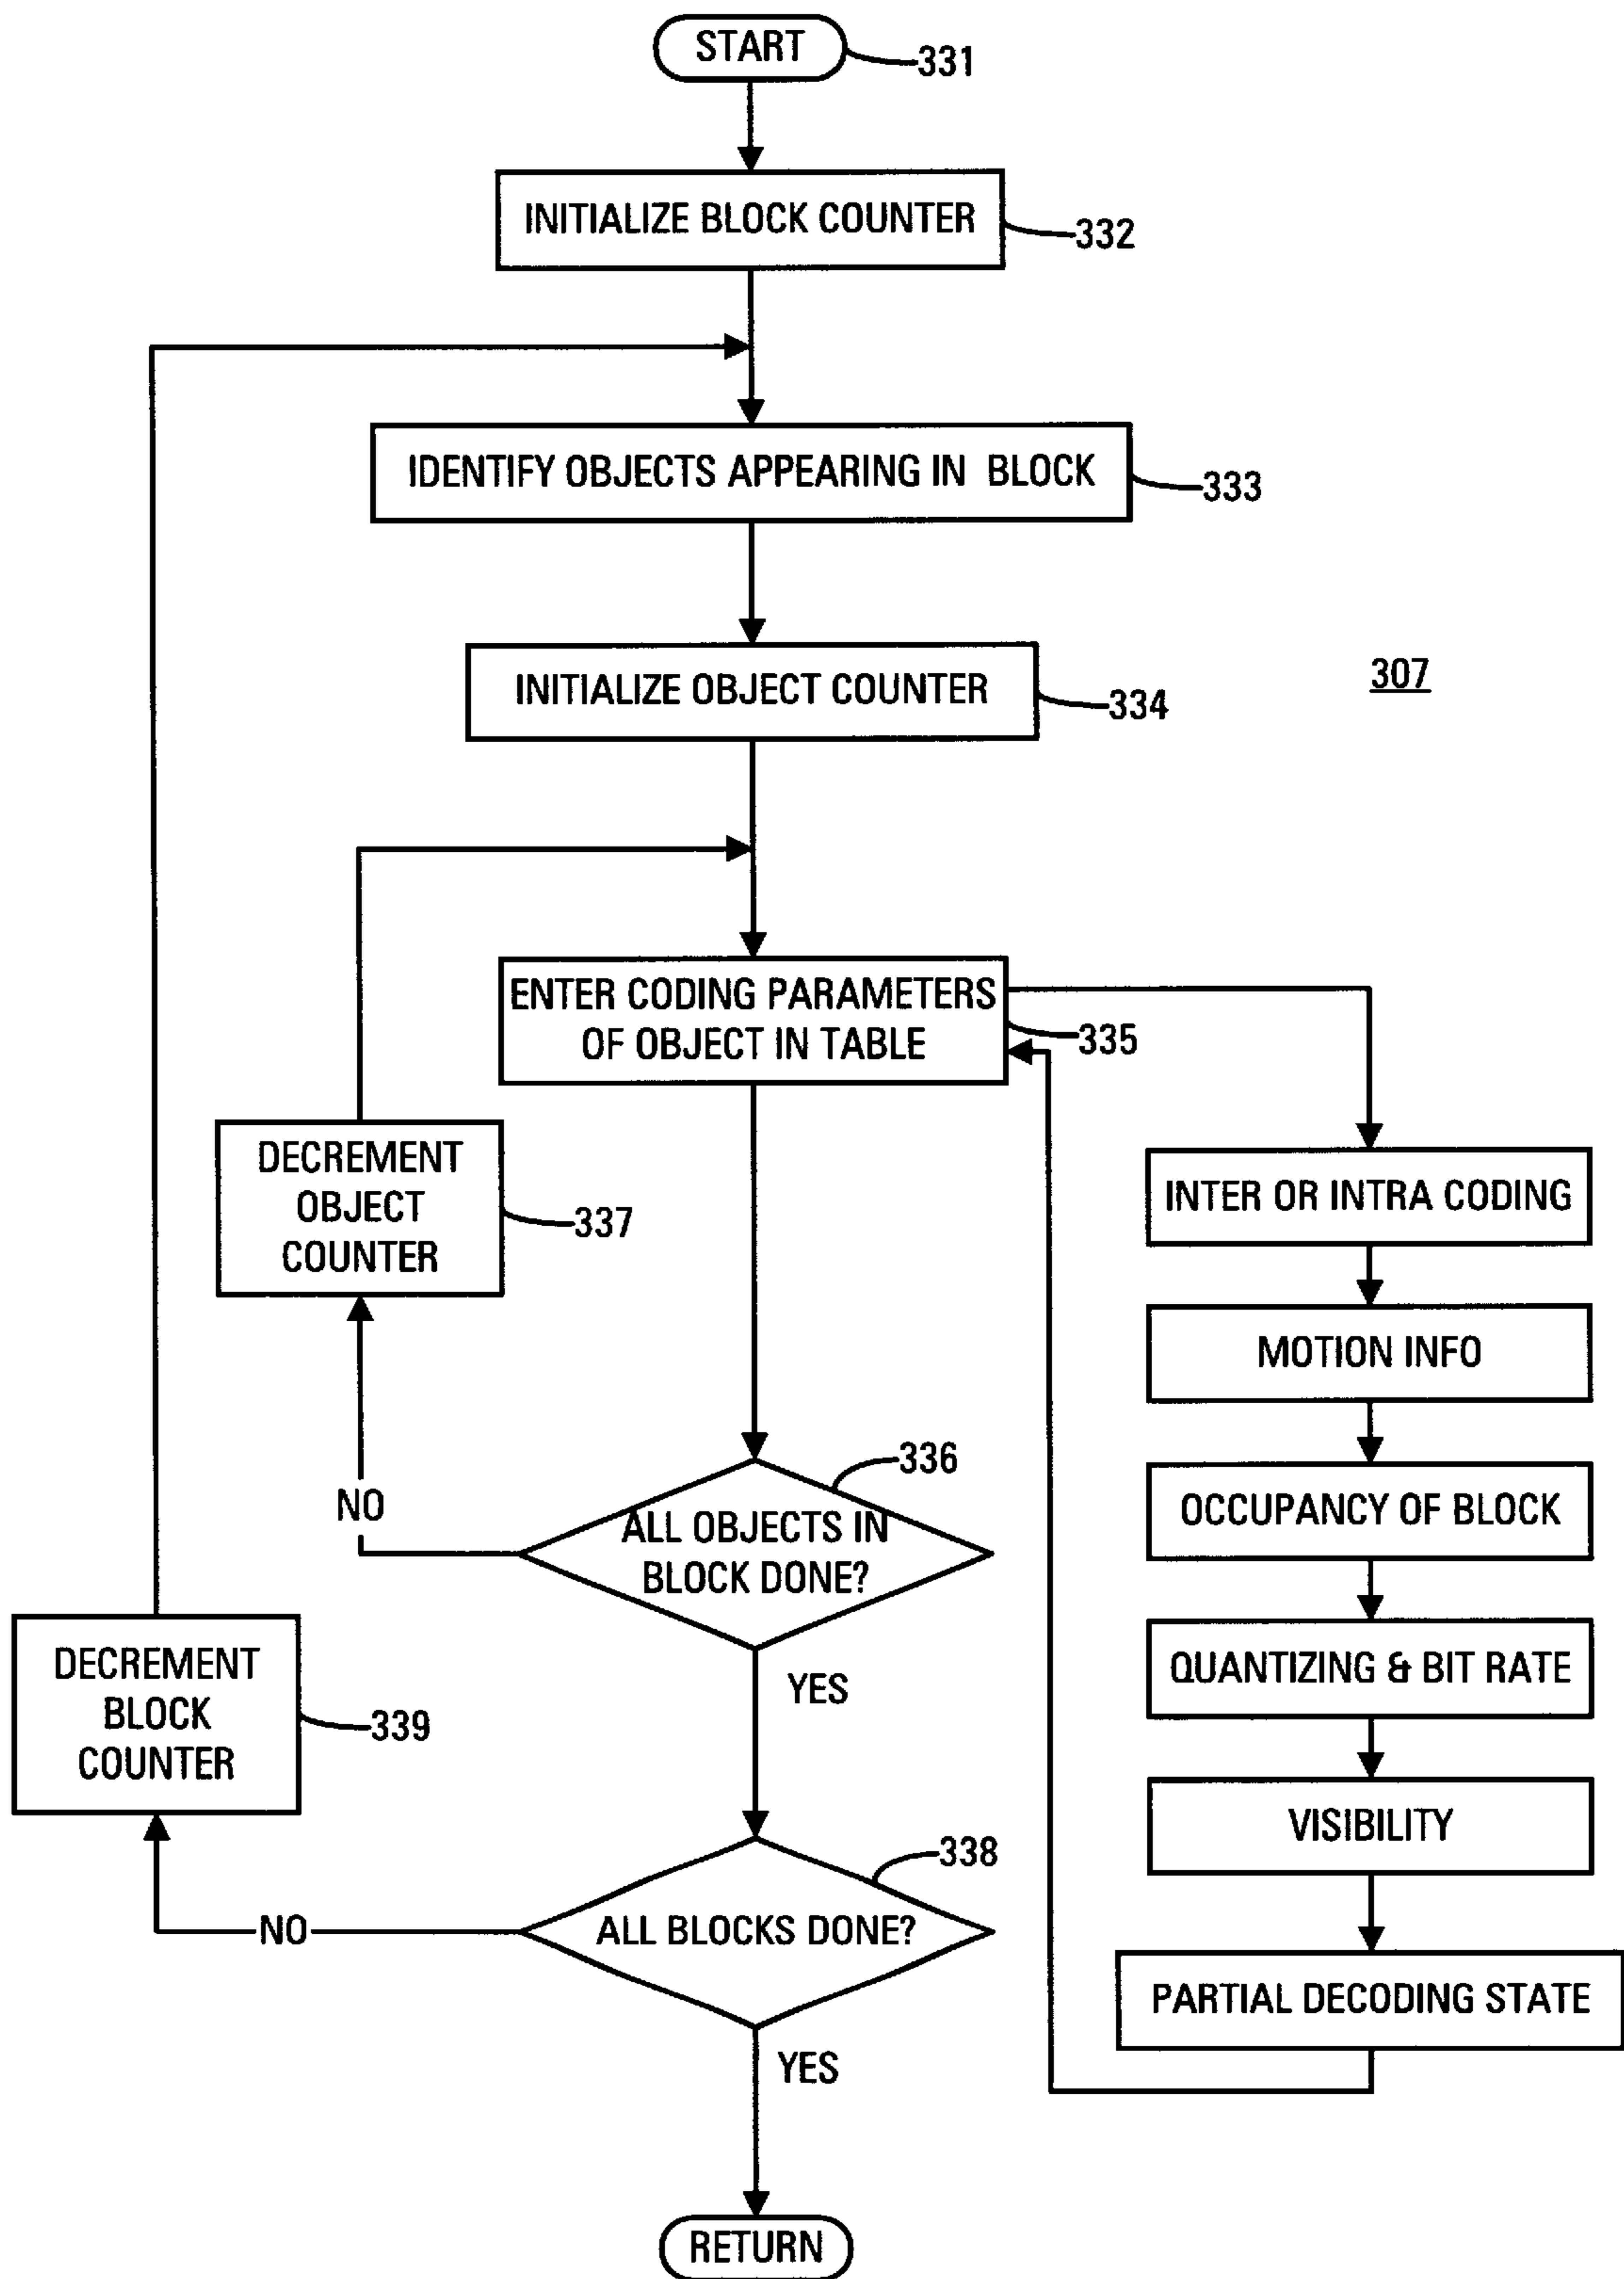 START
331
INITIALIZE BLOCK COUNTER
332
IDENTIFY OBJECTS APPEARING IN BLOCK
333
INITIALIZE OBJECT COUNTER
334
307
ENTER CODING PARAMETERS
OF OBJECT IN TABLE
335
DECREMENT
OBJECT
COUNTER
337
INTER OR INTRA CODING
MOTION INFO
OCCUPANCY OF BLOCK
QUANTIZING & BIT RATE
VISIBILITY
PARTIAL DECODING STATE
336
NO
ALL OBJECTS IN
BLOCK DONE?
YES
DECREMENT
BLOCK
COUNTER
339
338
NO
ALL BLOCKS DONE?
YES
RETURN